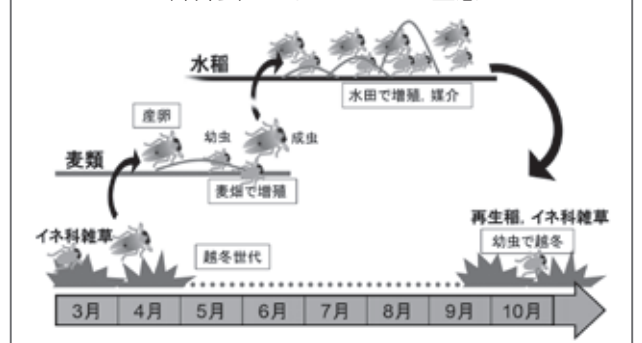 水稲
水田で増殖, 媒介
産卵
幼虫
成虫
麦類
麦畑で増殖
再生稲, イネ科雑草
幼虫で越冬
イネ科雑草
越冬世代
3月 4月 5月 6月 7月 8月 9月 10月